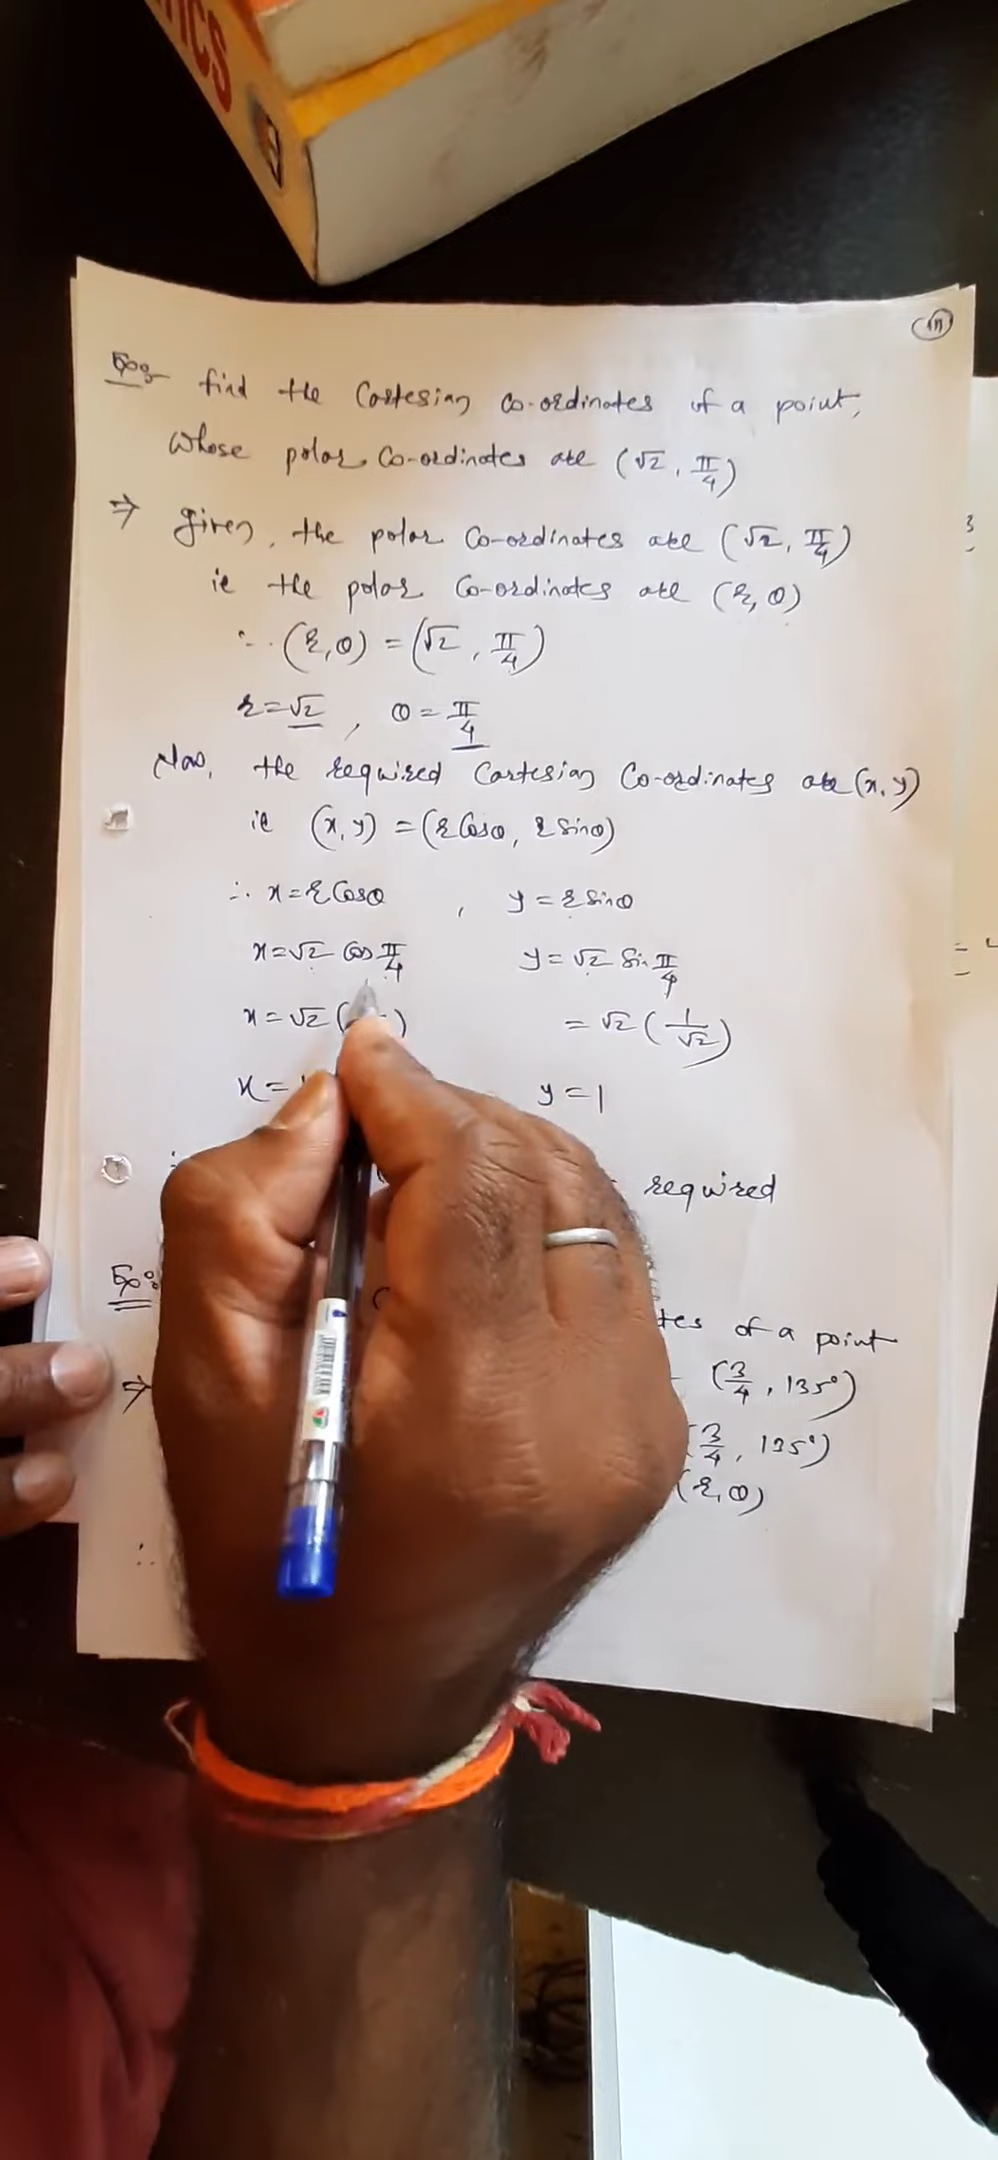 ICS
Ex:- find the Cartesian Co-ordinates of a point,
whose polar Co-ordinates are (√2, π/4)
⇒ given, the polar Co-ordinates are (√2, π/4)
ie the polar Co-ordinates are (r, θ)
∴ (r, θ) = (√2, π/4)
r = √2 , θ = π/4
Now, the required Cartesian Co-ordinates are (x, y)
ie (x, y) = (r Cosθ, r Sinθ)
∴ x = r Cosθ , y = r Sinθ
x = √2 Cos π/4 y = √2 Sin π/4
x = √2 ( ) = √2 (1/√2)
x = y = 1
required
Ex:
tes of a point
⇒ (3/4, 135°)
(3/4, 135°)
(r, θ)
∴